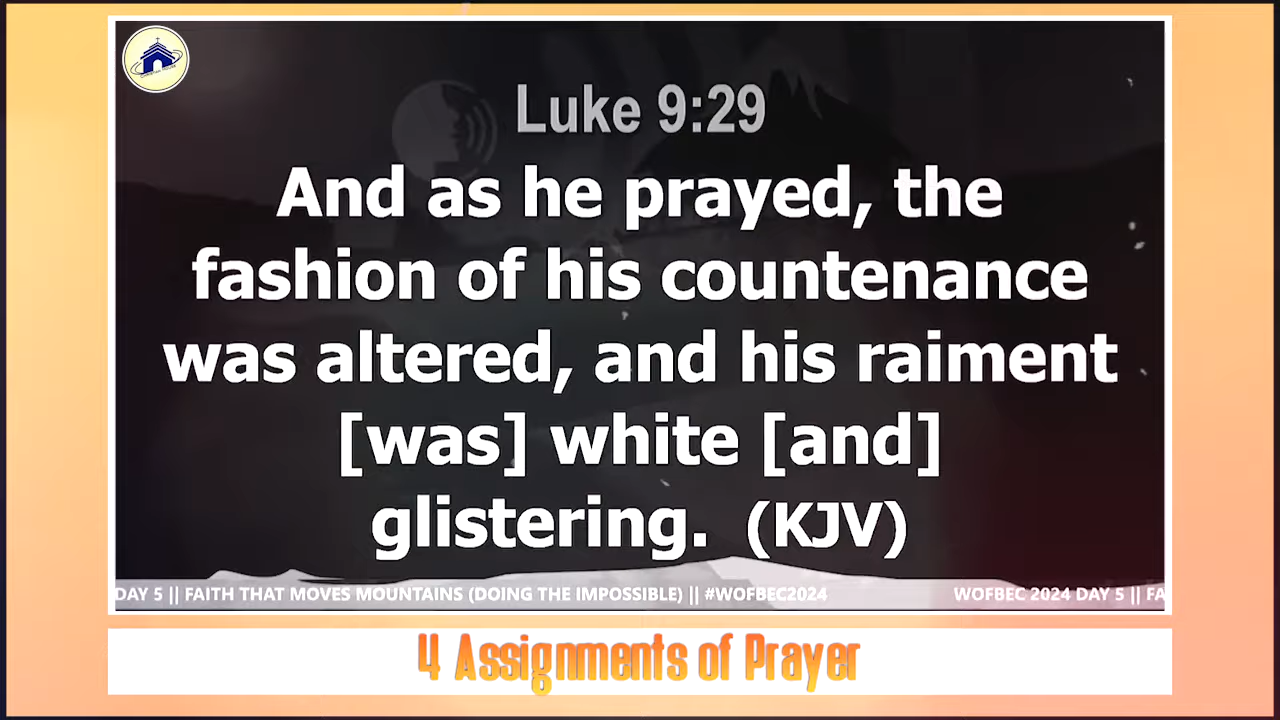 Luke 9:29
And as he prayed, the
fashion of his countenance
was altered, and his raiment
[was] white [and]
glistering. (KJV)
DAY 5 || FAITH THAT MOVES MOUNTAINS (DOING THE IMPOSSIBLE) || #WOFBEC2024 WOFBEC 2024 DAY 5 || FA
4 Assignments of Prayer